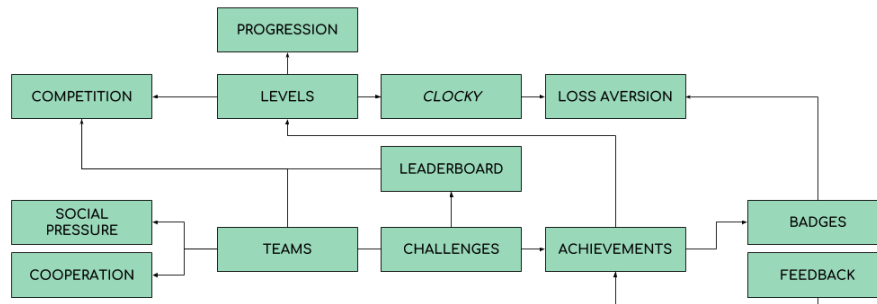 PROGRESSION
COMPETITION
LEVELS
CLOCKY
LOSS AVERSION
LEADERBOARD
SOCIAL
PRESSURE
TEAMS
CHALLENGES
ACHIEVEMENTS
BADGES
COOPERATION
FEEDBACK